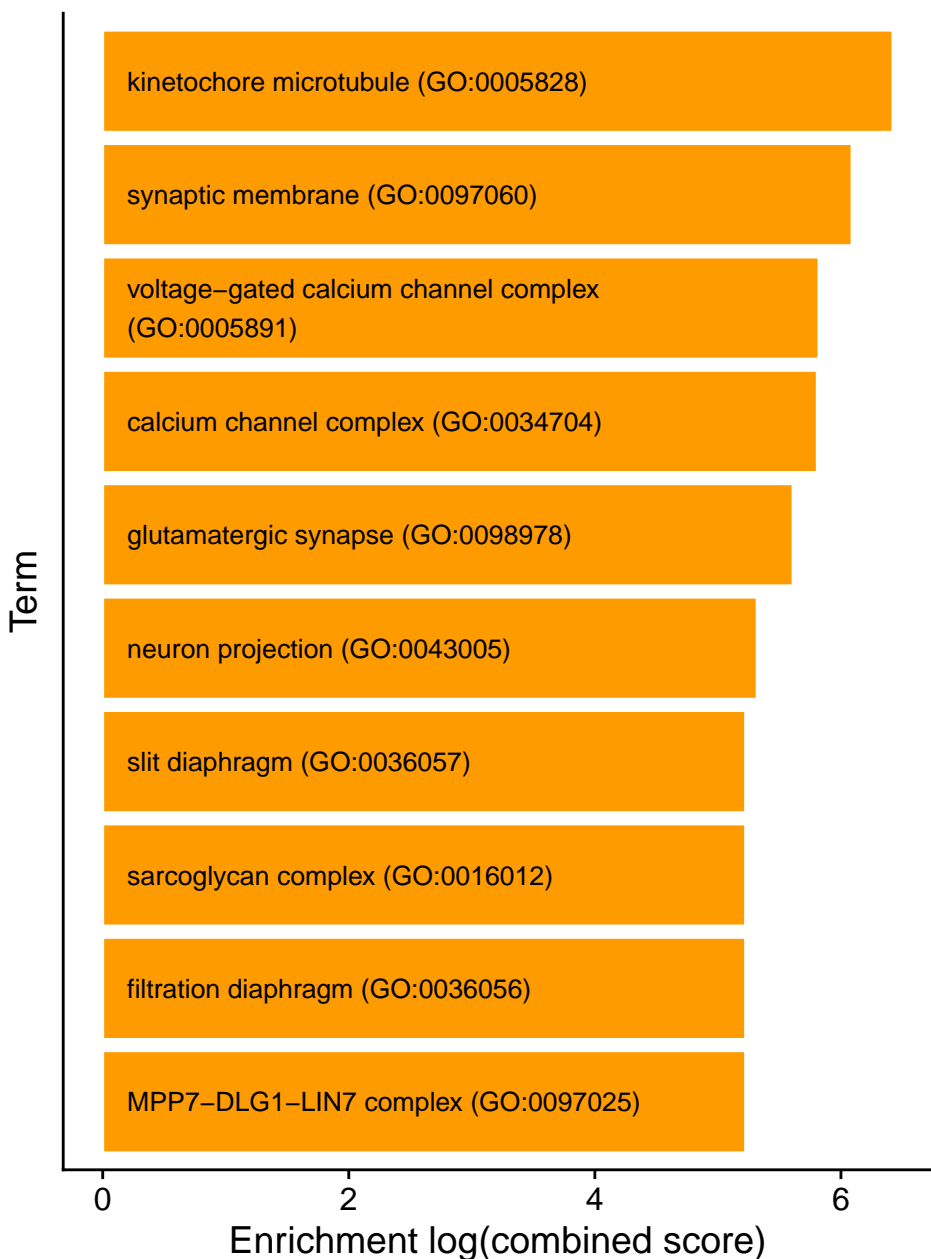 kinetochore microtubule (GO:0005828)
synaptic membrane (GO:0097060)
voltage−gated calcium channel complex
(GO:0005891)
calcium channel complex (GO:0034704)
glutamatergic synapse (GO:0098978)
neuron projection (GO:0043005)
slit diaphragm (GO:0036057)
sarcoglycan complex (GO:0016012)
filtration diaphragm (GO:0036056)
MPP7−DLG1−LIN7 complex (GO:0097025)
Term
0 2 4 6
Enrichment log(combined score)